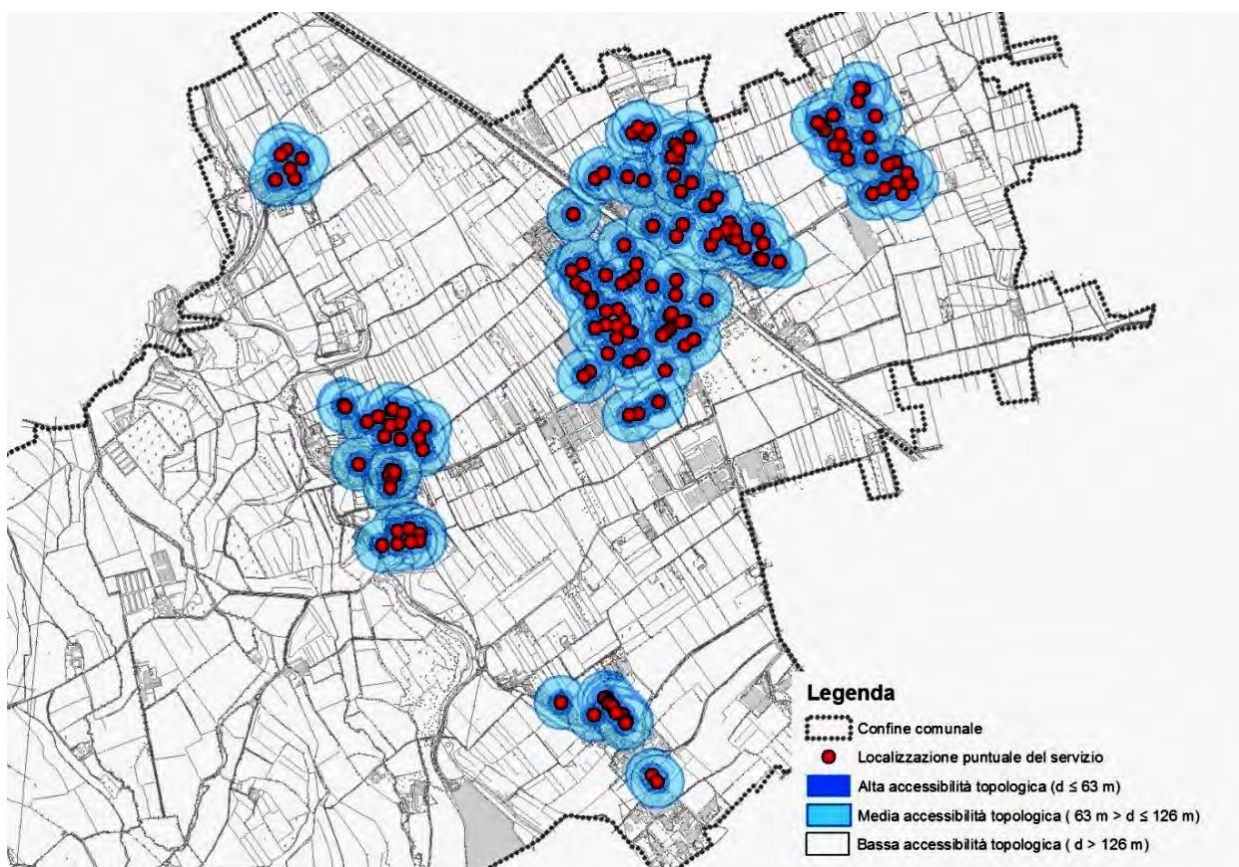 Legenda
Confine comunale
Localizzazione puntuale del servizio
Alta accessibilità topologica (d ≤ 63 m)
Media accessibilità topologica ( 63 m > d ≤ 126 m)
Bassa accessibilità topologica ( d > 126 m)